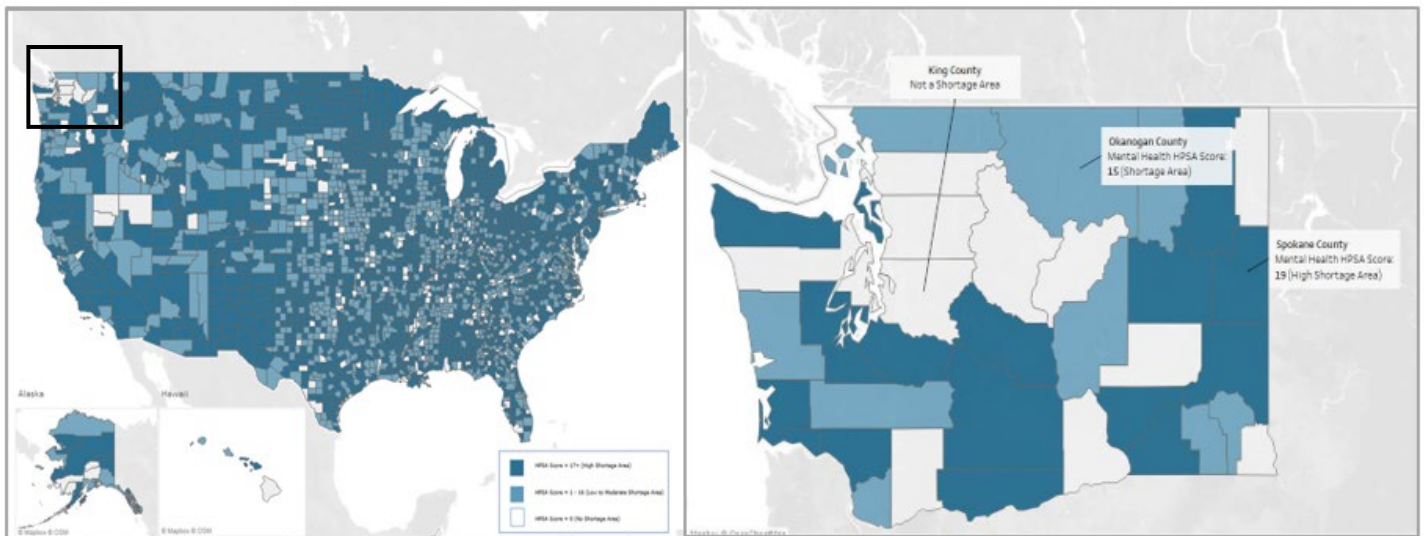 Alaska
Hawaii
© Mapbox © OSM
© Mapbox © OSM
HPSA Score = 17+ (High Shortage Area)
HPSA Score = 1 - 16 (Low to Moderate Shortage Area)
HPSA Score = 0 (No Shortage Area)
King County
Not a Shortage Area
Okanogan County
Mental Health HPSA Score:
15 (Shortage Area)
Spokane County
Mental Health HPSA Score:
19 (High Shortage Area)